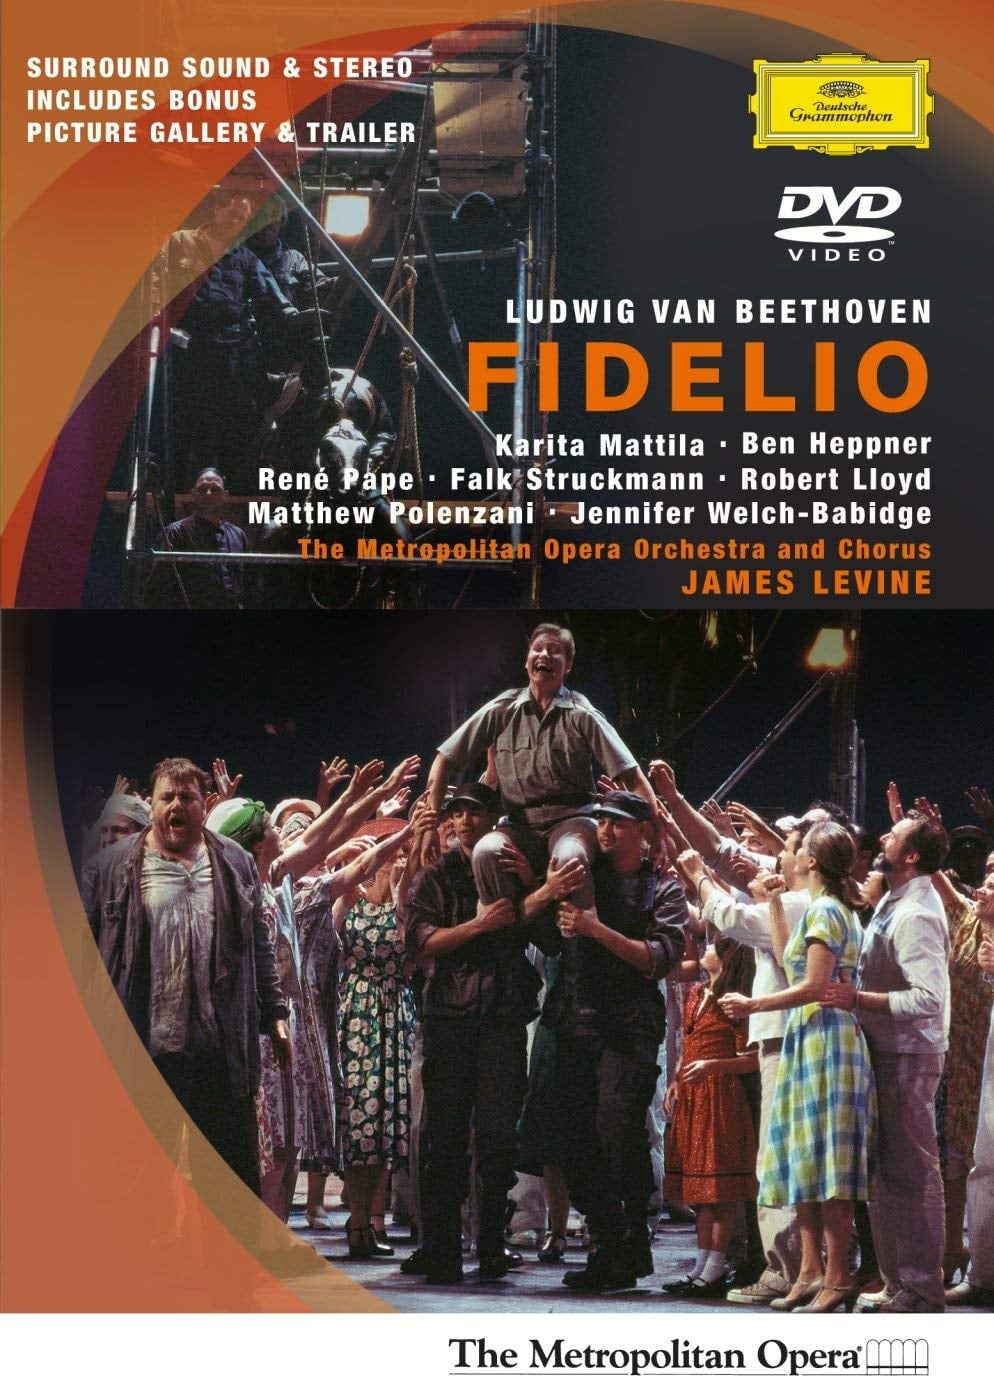 SURROUND SOUND & STEREO
INCLUDES BONUS
PICTURE GALLERY & TRAILER
Deutsche
Grammophon
DVD
VIDEO
LUDWIG VAN BEETHOVEN
FIDELIO
Karita Mattila · Ben Heppner
René Pape · Falk Struckmann · Robert Lloyd
Matthew Polenzani · Jennifer Welch-Babidge
The Metropolitan Opera Orchestra and Chorus
JAMES LEVINE
The Metropolitan Opera®